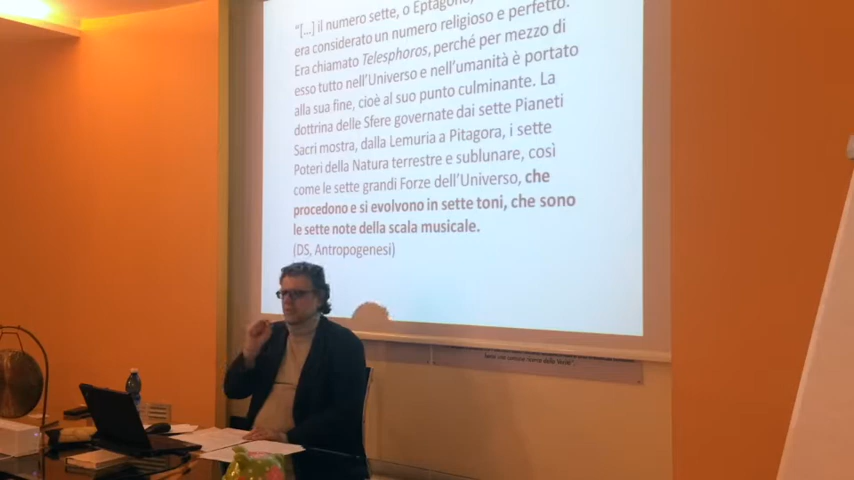 "[...] il numero sette, o Eptagono,
era considerato un numero religioso e perfetto.
Era chiamato Telesphoros, perché per mezzo di
esso tutto nell'Universo e nell'umanità è portato
alla sua fine, cioè al suo punto culminante. La
dottrina delle Sfere governate dai sette Pianeti
Sacri mostra, dalla Lemuria a Pitagora, i sette
Poteri della Natura terrestre e sublunare, così
come le sette grandi Forze dell'Universo, che
procedono e si evolvono in sette toni, che sono
le sette note della scala musicale.
(DS, Antropogenesi)